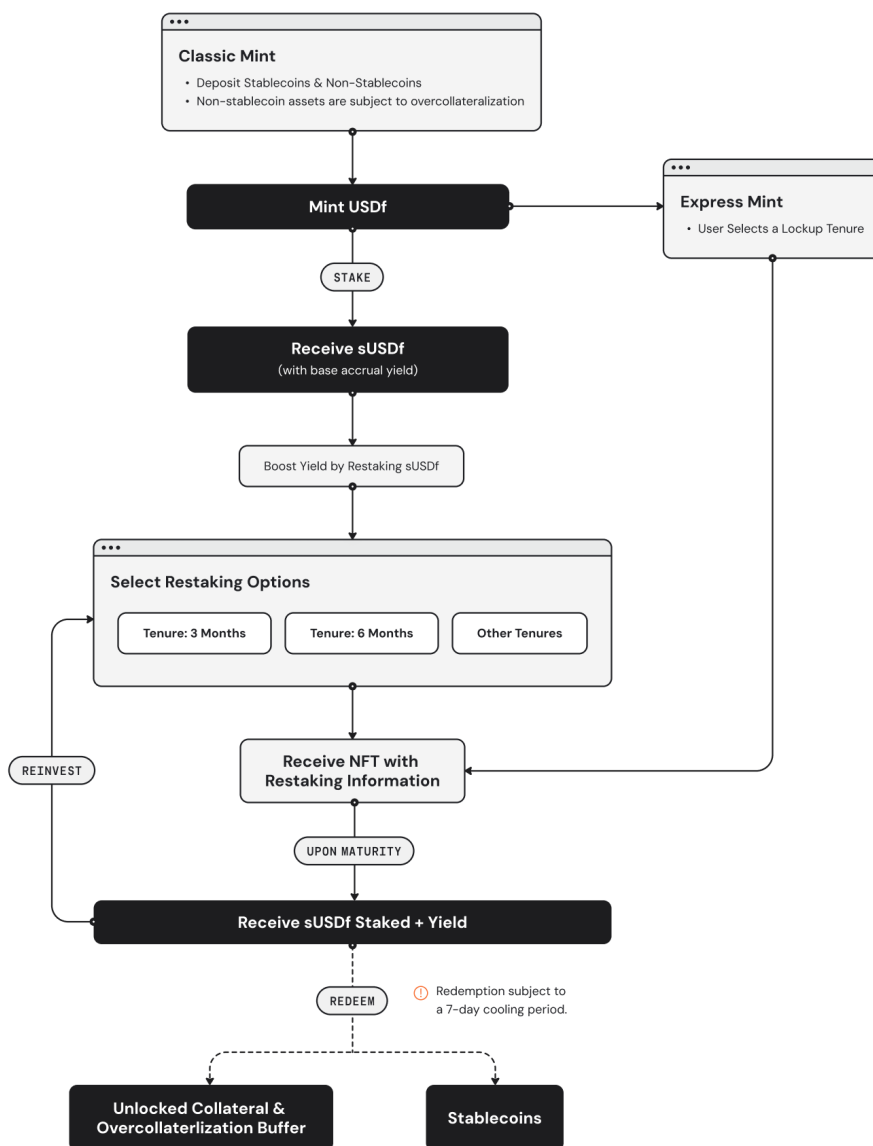 Classic Mint
• Deposit Stablecoins & Non-Stablecoins
• Non-stablecoin assets are subject to overcollateralization
Mint USDf
Express Mint
• User Selects a Lockup Tenure
STAKE
Receive sUSDf
(with base accrual yield)
Boost Yield by Restaking sUSDf
Select Restaking Options
Tenure: 3 Months
Tenure: 6 Months
Other Tenures
Receive NFT with
Restaking Information
REINVEST
UPON MATURITY
Receive sUSDf Staked + Yield
REDEEM
Redemption subject to
a 7-day cooling period.
Unlocked Collateral &
Overcollaterlization Buffer
Stablecoins